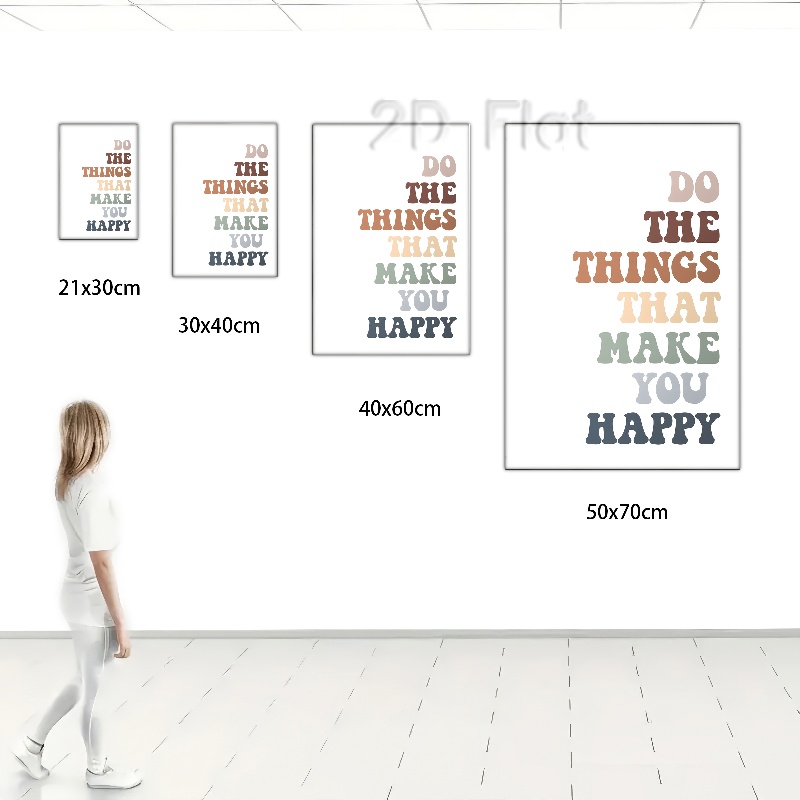 2D Flat
DO
THE
THINGS
THAT
MAKE
YOU
HAPPY
21x30cm
DO
THE
THINGS
THAT
MAKE
YOU
HAPPY
30x40cm
DO
THE
THINGS
THAT
MAKE
YOU
HAPPY
40x60cm
DO
THE
THINGS
THAT
MAKE
YOU
HAPPY
50x70cm